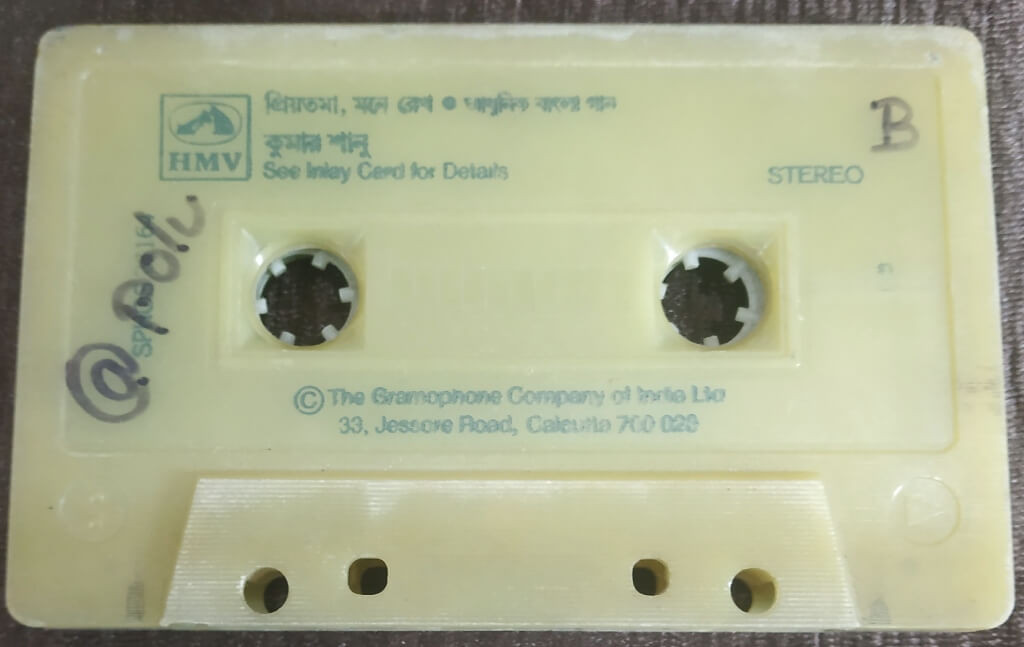 প্রিয়তমা, মনে রেখ ● আধুনিক বাংলা গান
HMV
কুমার শানু
See Inlay Card for Details
B
STEREO
@ Polu
© The Gramophone Company of India Ltd
33, Jessore Road, Calcutta 700 028